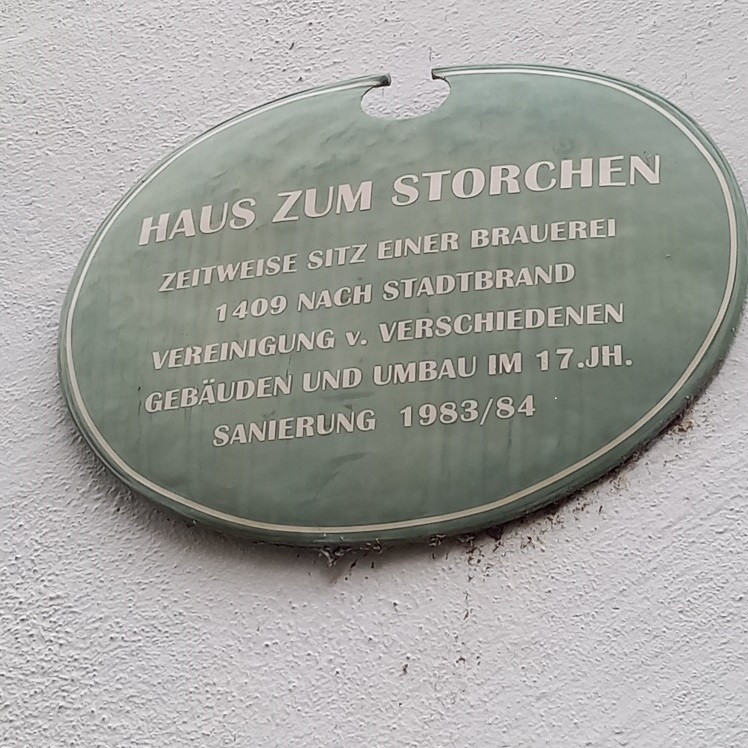 HAUS ZUM STORCHEN
ZEITWEISE SITZ EINER BRAUEREI
1409 NACH STADTBRAND
VEREINIGUNG v. VERSCHIEDENEN
GEBÄUDEN UND UMBAU IM 17.JH.
SANIERUNG 1983/84